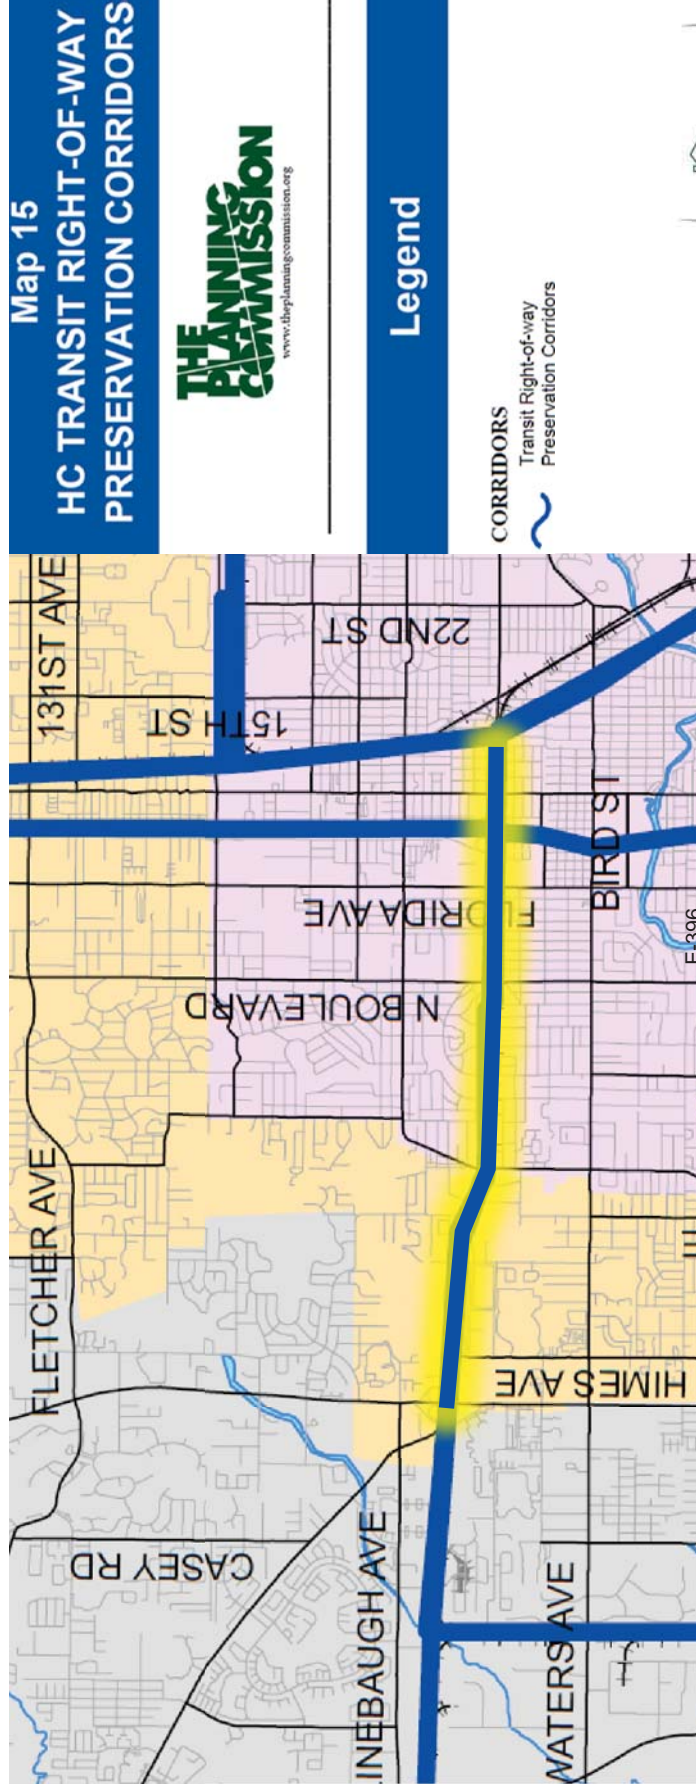 Map 15
HC TRANSIT RIGHT-OF-WAY
PRESERVATION CORRIDORS
THE
PLANNING
COMMISSION
www.theplanningcommission.org
Legend
CORRIDORS
Transit Right-of-way
Preservation Corridors
131ST AVE
15TH ST
22ND ST
FLORIDA AVE
BIRD ST
N BOULEVARD
FLETCHER AVE
HIMES AVE
CASEY RD
LINEBAUGH AVE
WATERS AVE